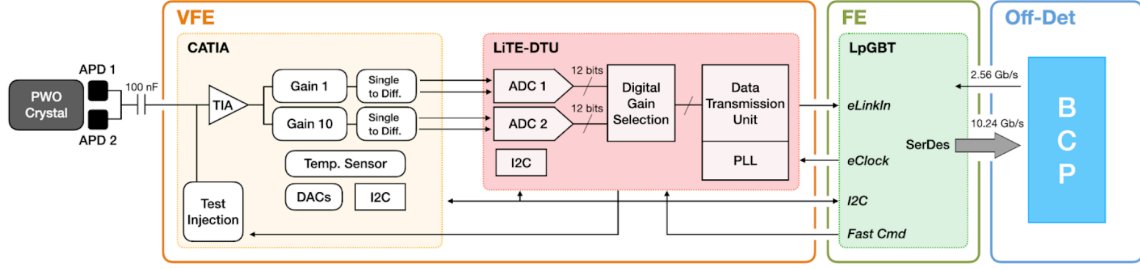 VFE
FE
Off-Det
CATIA
LiTE-DTU
LpGBT
APD 1
100 nF
PWO
Crystal
APD 2
TIA
Gain 1
Single
to Diff.
Gain 10
Single
to Diff.
Temp. Sensor
DACs
I2C
Test
Injection
ADC 1
12 bits
ADC 2
12 bits
I2C
Digital
Gain
Selection
Data
Transmission
Unit
PLL
eLinkIn
SerDes
eClock
I2C
Fast Cmd
2.56 Gb/s
10.24 Gb/s
B
C
P